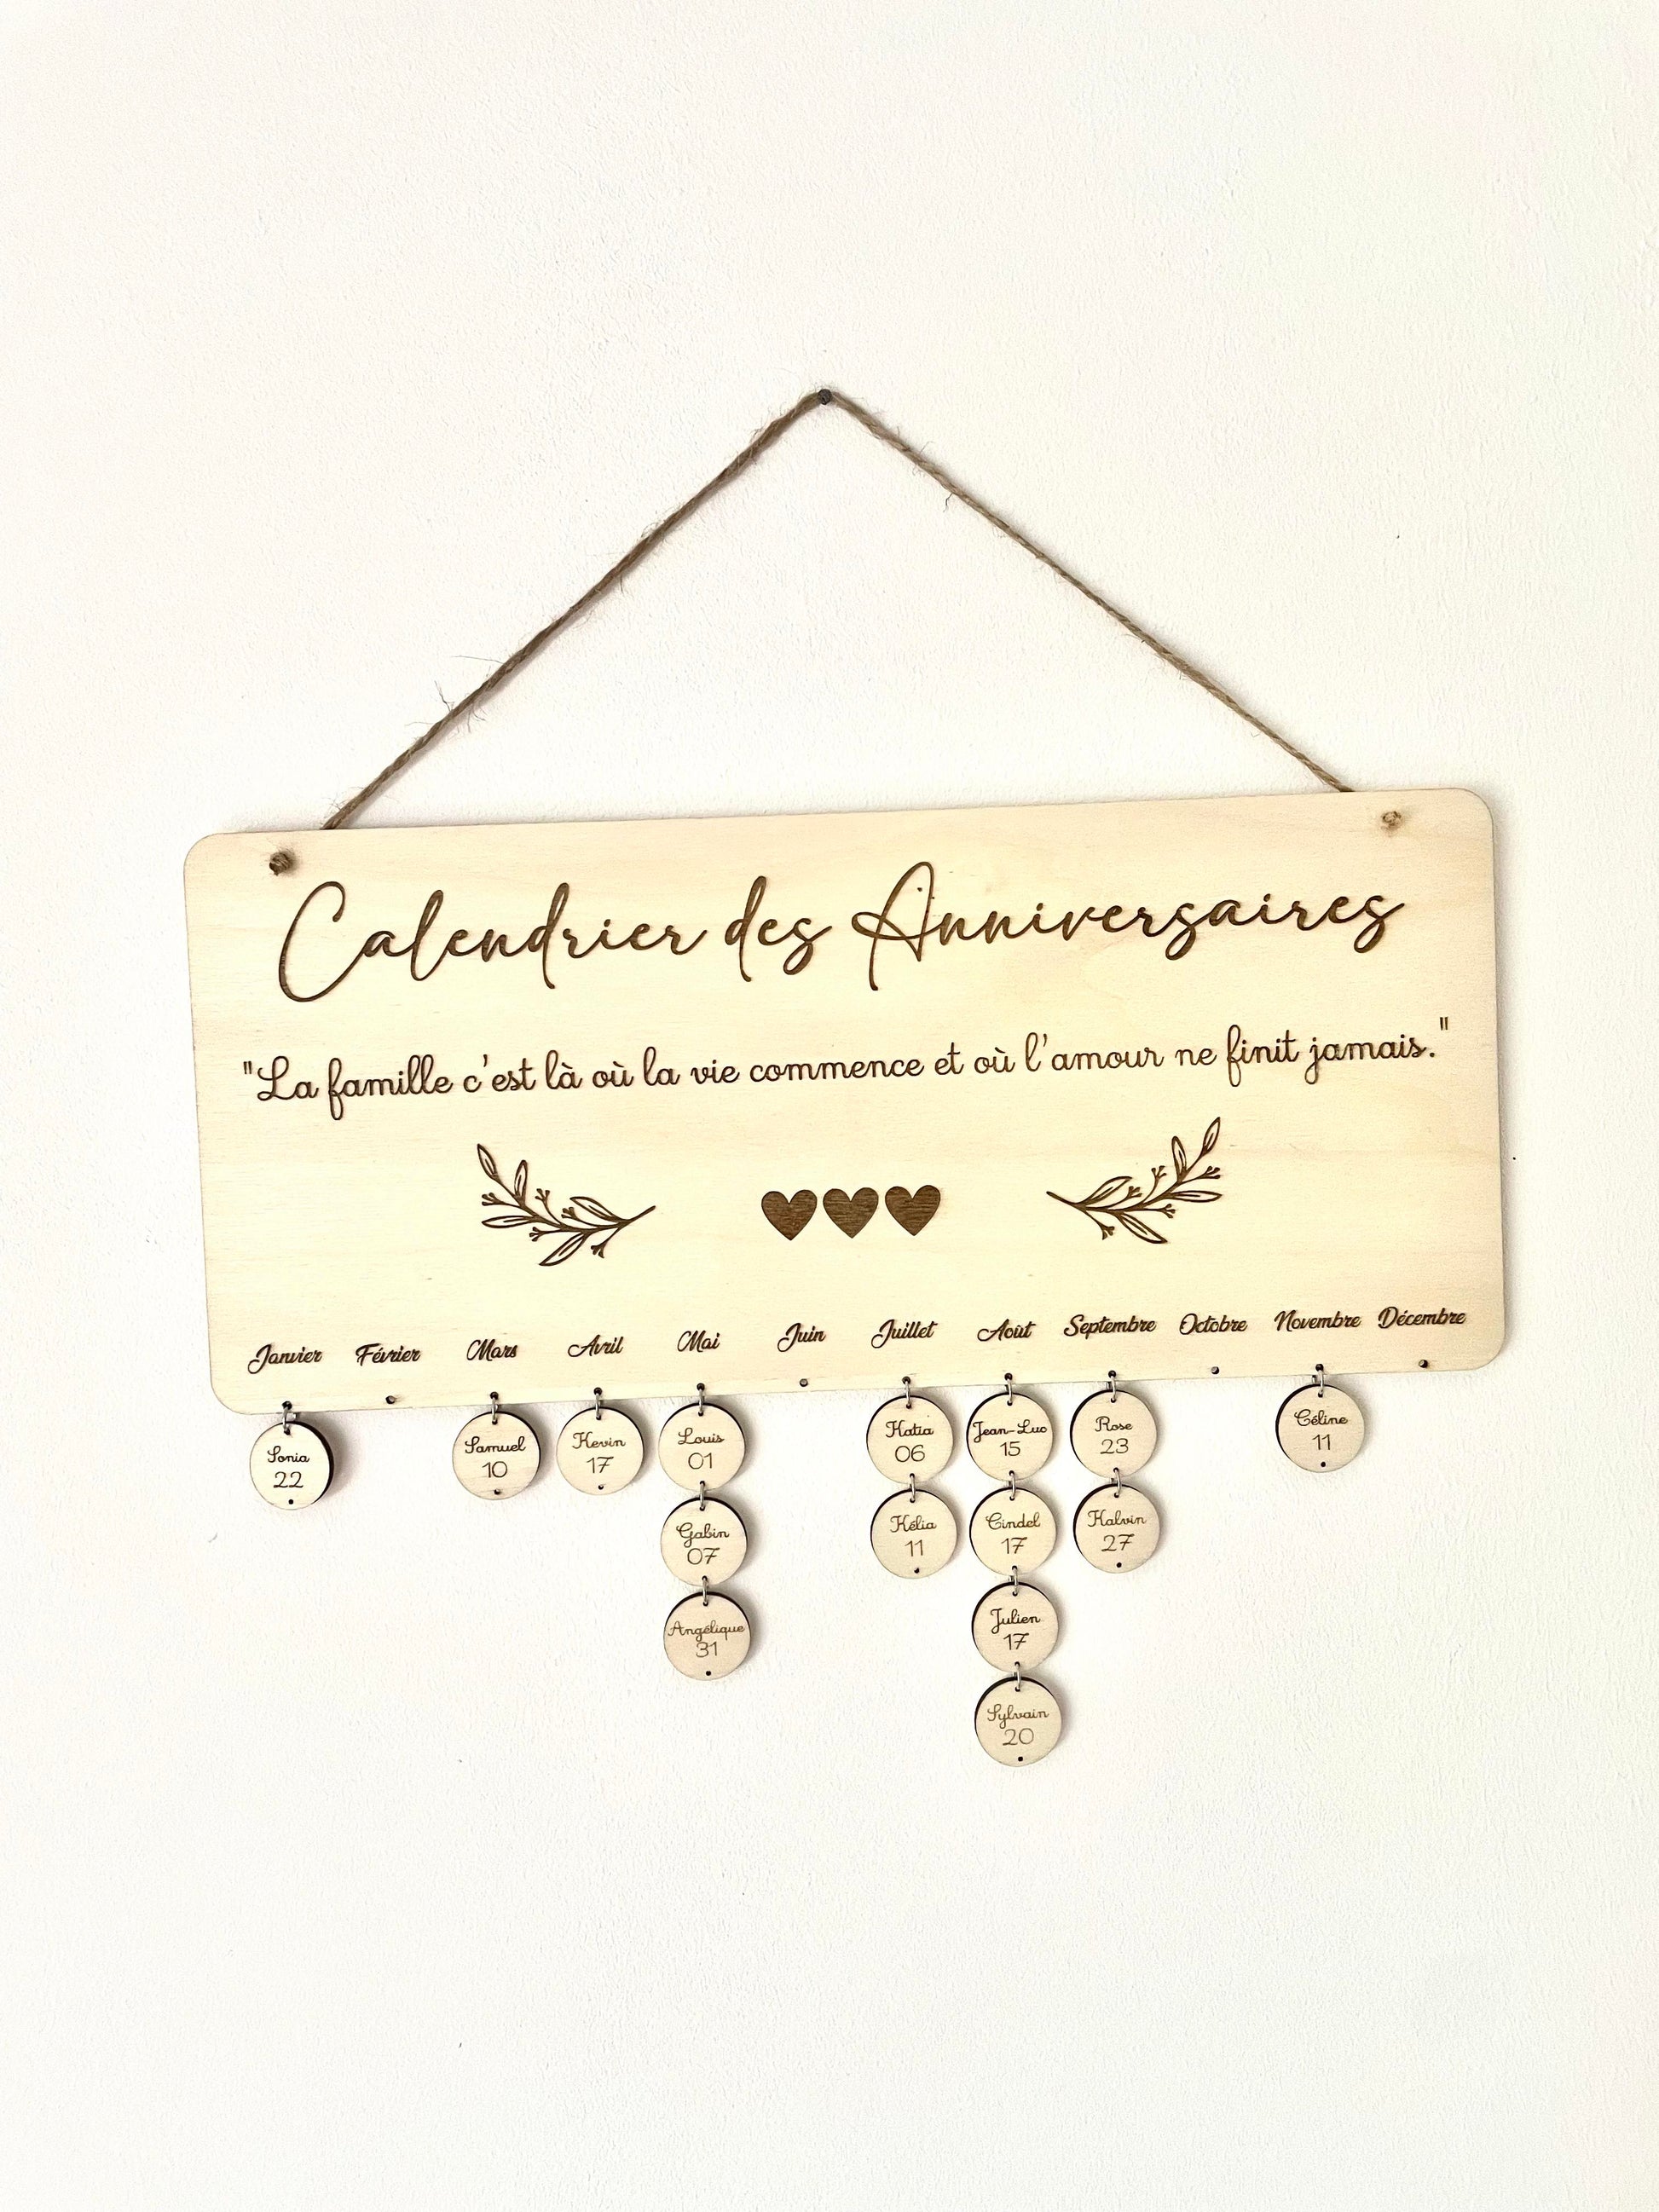 Calendrier des Anniversaires
"La famille c'est là où la vie commence et où l'amour ne finit jamais."
Janvier Février Mars Avril Mai Juin Juillet Août Septembre Octobre Novembre Décembre
Sonia
22
Samuel
10
Kevin
17
Louis
01
Gabin
07
Angélique
31
Katia
06
Kélia
11
Jean-Luc
15
Cindel
17
Julien
17
Sylvain
20
Rose
23
Kalvin
27
Céline
11